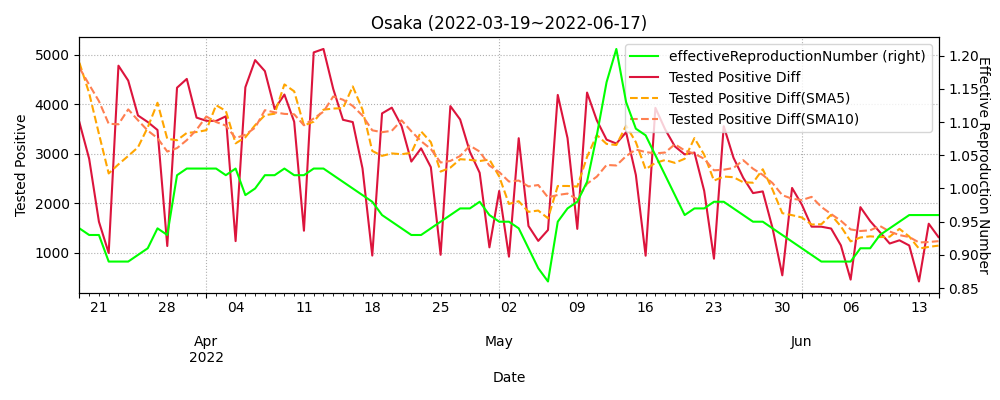 Osaka (2022-03-19~2022-06-17)
effectiveReproductionNumber (right)
Tested Positive Diff
Tested Positive Diff(SMA5)
Tested Positive Diff(SMA10)
Tested Positive
5000
4000
3000
2000
1000
Effective Reproduction Number
1.20
1.15
1.10
1.05
1.00
0.95
0.90
0.85
21 28 04 11 18 25 02 09 16 23 06 13
Apr May Jun
2022
Date